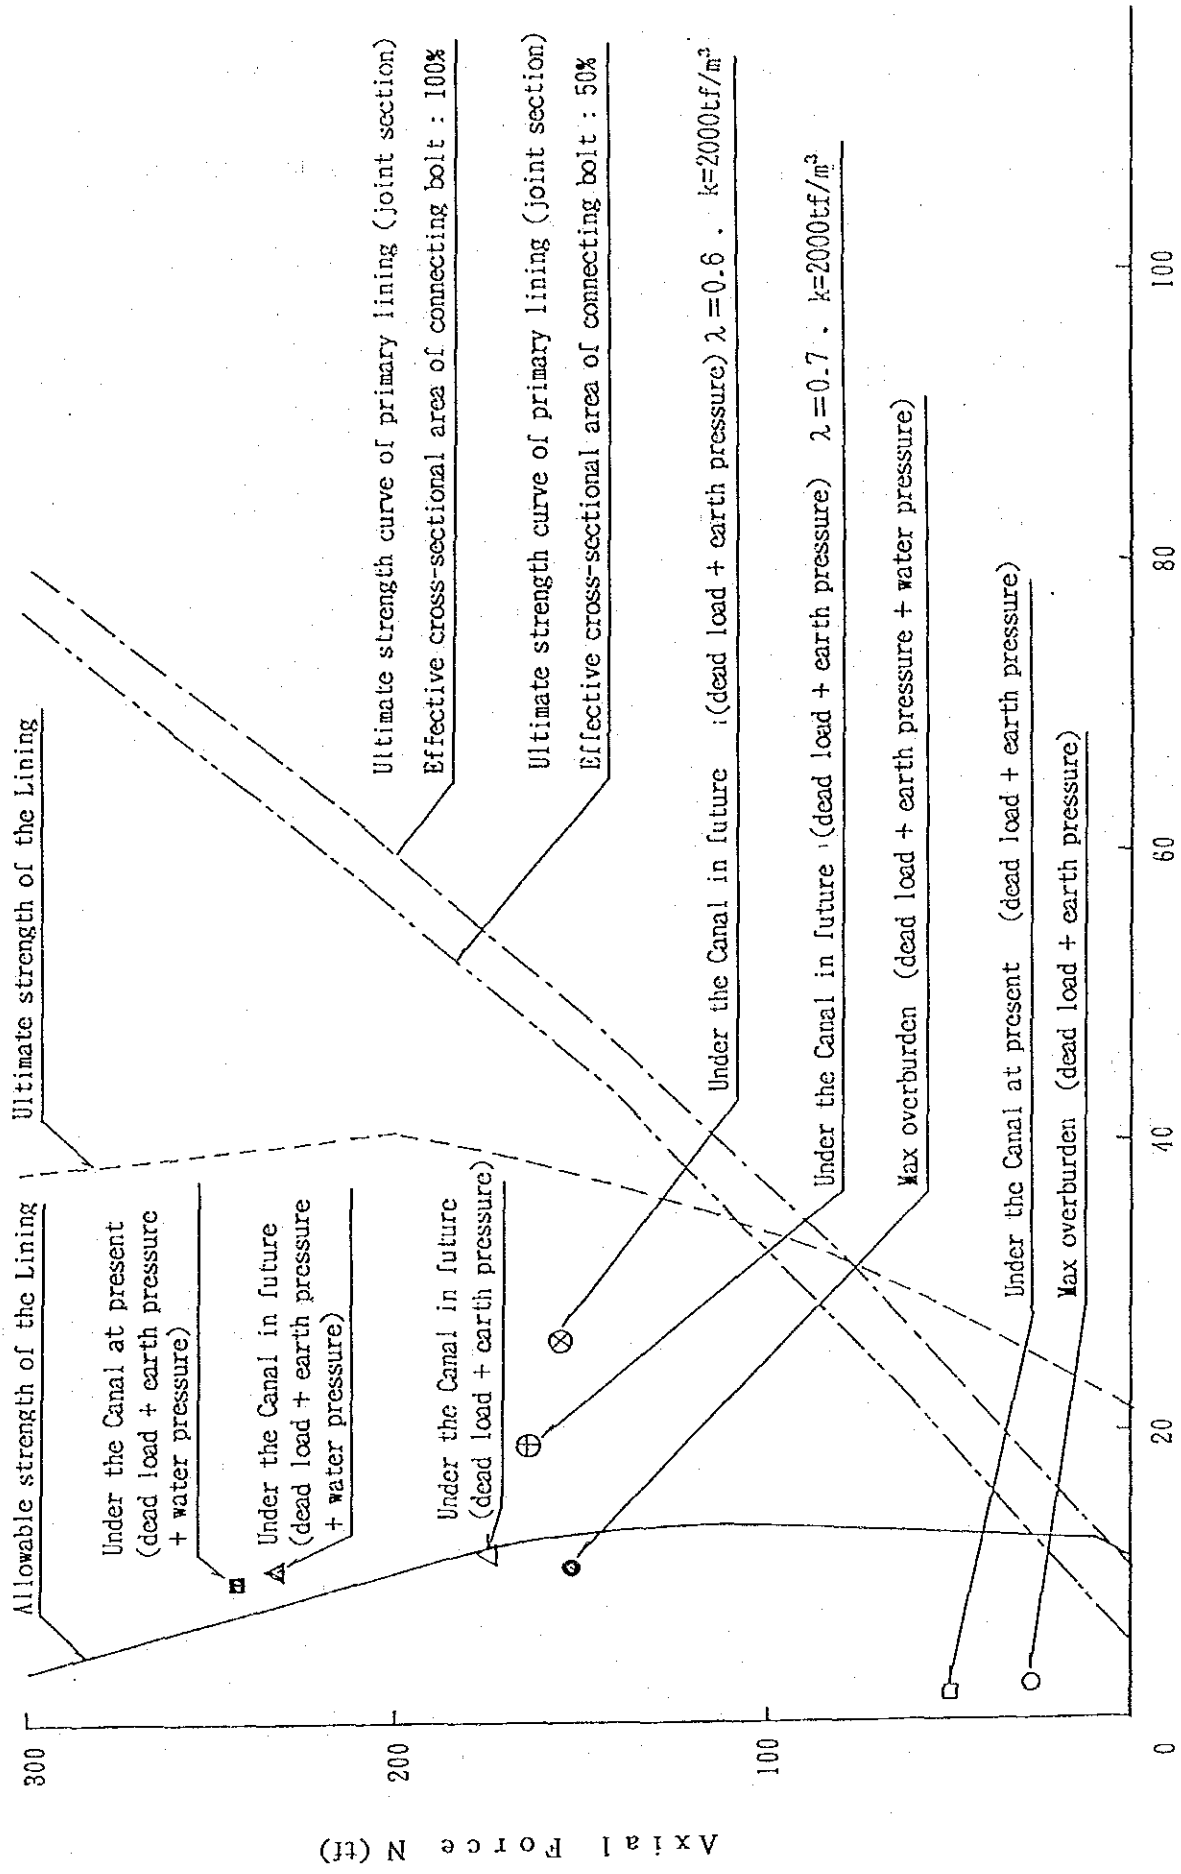 Allowable strength of the Lining
Ultimate strength of the Lining
Under the Canal at present
(dead load + earth pressure
+ water pressure)
Under the Canal in future
(dead load + earth pressure
+ water pressure)
Under the Canal in future
(dead load + earth pressure)
Ultimate strength curve of primary lining (joint section)
Effective cross-sectional area of connecting bolt : 100%
Ultimate strength curve of primary lining (joint section)
Effective cross-sectional area of connecting bolt : 50%
Under the Canal in future :(dead load + earth pressure) λ=0.6 . k=2000tf/m³
Under the Canal in future :(dead load + earth pressure) λ=0.7 . k=2000tf/m³
Max overburden (dead load + earth pressure + water pressure)
Under the Canal at present (dead load + earth pressure)
Max overburden (dead load + earth pressure)
300
200
100
0
20
40
60
80
100
Axial Force N (tf)